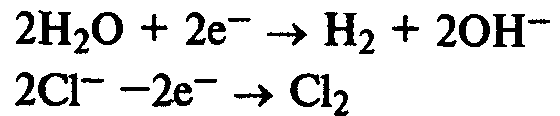 2H₂O + 2e⁻ → H₂ + 2OH⁻
2Cl⁻ −2e⁻ → Cl₂